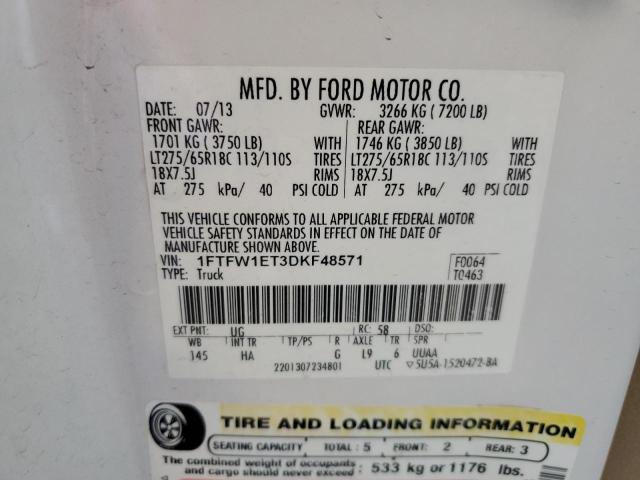 MFD. BY FORD MOTOR CO.
DATE: 07/13 GVWR: 3266 KG ( 7200 LB)
FRONT GAWR: REAR GAWR:
1701 KG ( 3750 LB) WITH 1746 KG ( 3850 LB) WITH
LT275/65R18C 113/110S TIRES LT275/65R18C 113/110S TIRES
18X7.5J RIMS 18X7.5J RIMS
AT 275 kPa/ 40 PSI COLD AT 275 kPa/ 40 PSI COLD
THIS VEHICLE CONFORMS TO ALL APPLICABLE FEDERAL MOTOR
VEHICLE SAFETY STANDARDS IN EFFECT ON THE DATE OF
MANUFACTURE SHOWN ABOVE.
VIN: 1FTFW1ET3DKF48571 F0064
TYPE: Truck T0463
EXT PNT: UG RC: 58 DSO:
WB INT TR TP/PS R AXLE TR SPR
145 HA G L9 6 UUAA
2201307234801 UTC ▽5U5A-1520472-BA
TIRE AND LOADING INFORMATION
SEATING CAPACITY TOTAL : 5 FRONT: 2 REAR: 3
The combined weight of occupants
and cargo should never exceed : 533 kg or 1176 lbs.